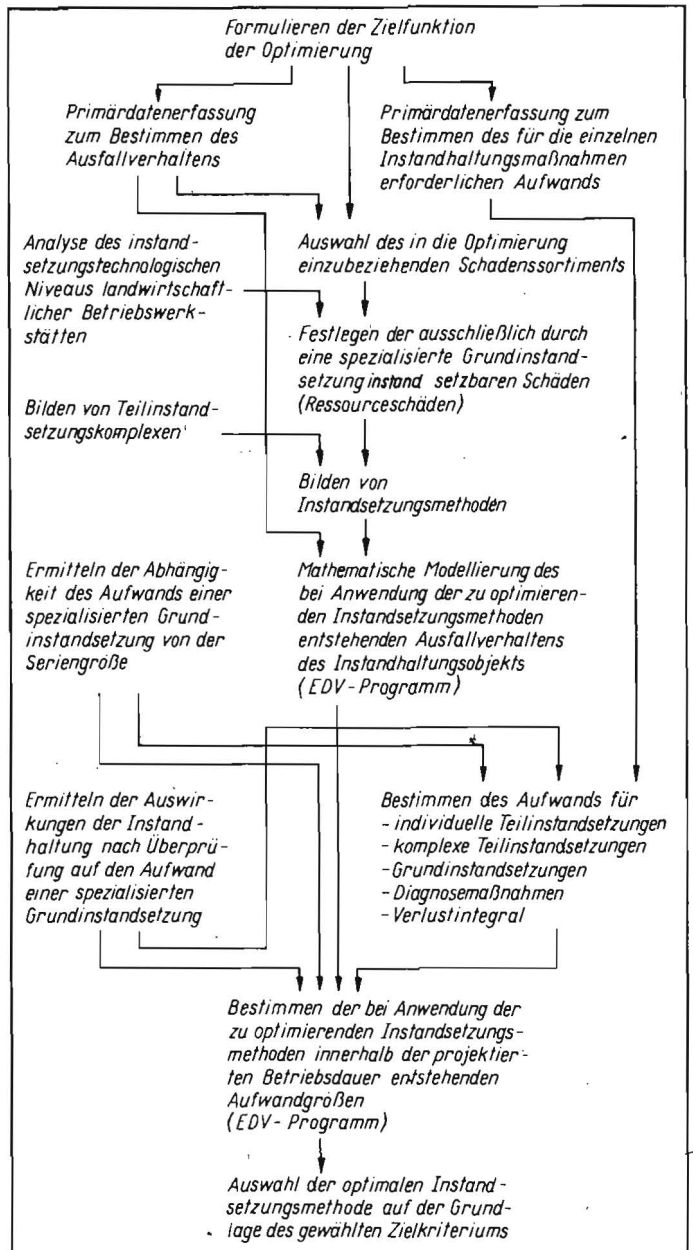 Formulieren der Zielfunktion
der Optimierung
Primärdatenerfassung
zum Bestimmen des
Ausfallverhaltens
Primärdatenerfassung zum
Bestimmen des für die einzelnen
Instandhaltungsmaßnahmen
erforderlichen Aufwands
Analyse des instand-
setzungstechnologischen
Niveaus landwirtschaft-
licher Betriebswerk-
stätten
Auswahl des in die Optimierung
einzubeziehenden Schadenssortiments
Festlegen der ausschließlich durch
eine spezialisierte Grundinstand-
setzung instand setzbaren Schäden
(Ressourceschäden)
Bilden von Teilinstand-
setzungskomplexen
Bilden von
Instandsetzungsmethoden
Ermitteln der Abhängig-
keit des Aufwands einer
spezialisierten Grund-
instandsetzung von der
Seriengröße
Mathematische Modellierung des
bei Anwendung der zu optimieren-
den Instandsetzungsmethoden
entstehenden Ausfallverhaltens
des Instandhaltungsobjekts
(EDV-Programm)
Ermitteln der Auswir-
kungen der Instand-
haltung nach Überprü-
fung auf den Aufwand
einer spezialisierten
Grundinstandsetzung
Bestimmen des Aufwands für
- individuelle Teilinstandsetzungen
- komplexe Teilinstandsetzungen
- Grundinstandsetzungen
- Diagnosemaßnahmen
- Verlustintegral
Bestimmen der bei Anwendung der
zu optimierenden Instandsetzungs-
methoden innerhalb der projektier-
ten Betriebsdauer entstehenden
Aufwandgrößen
(EDV-Programm)
Auswahl der optimalen Instand-
setzungsmethode auf der Grund-
lage des gewählten Zielkriteriums